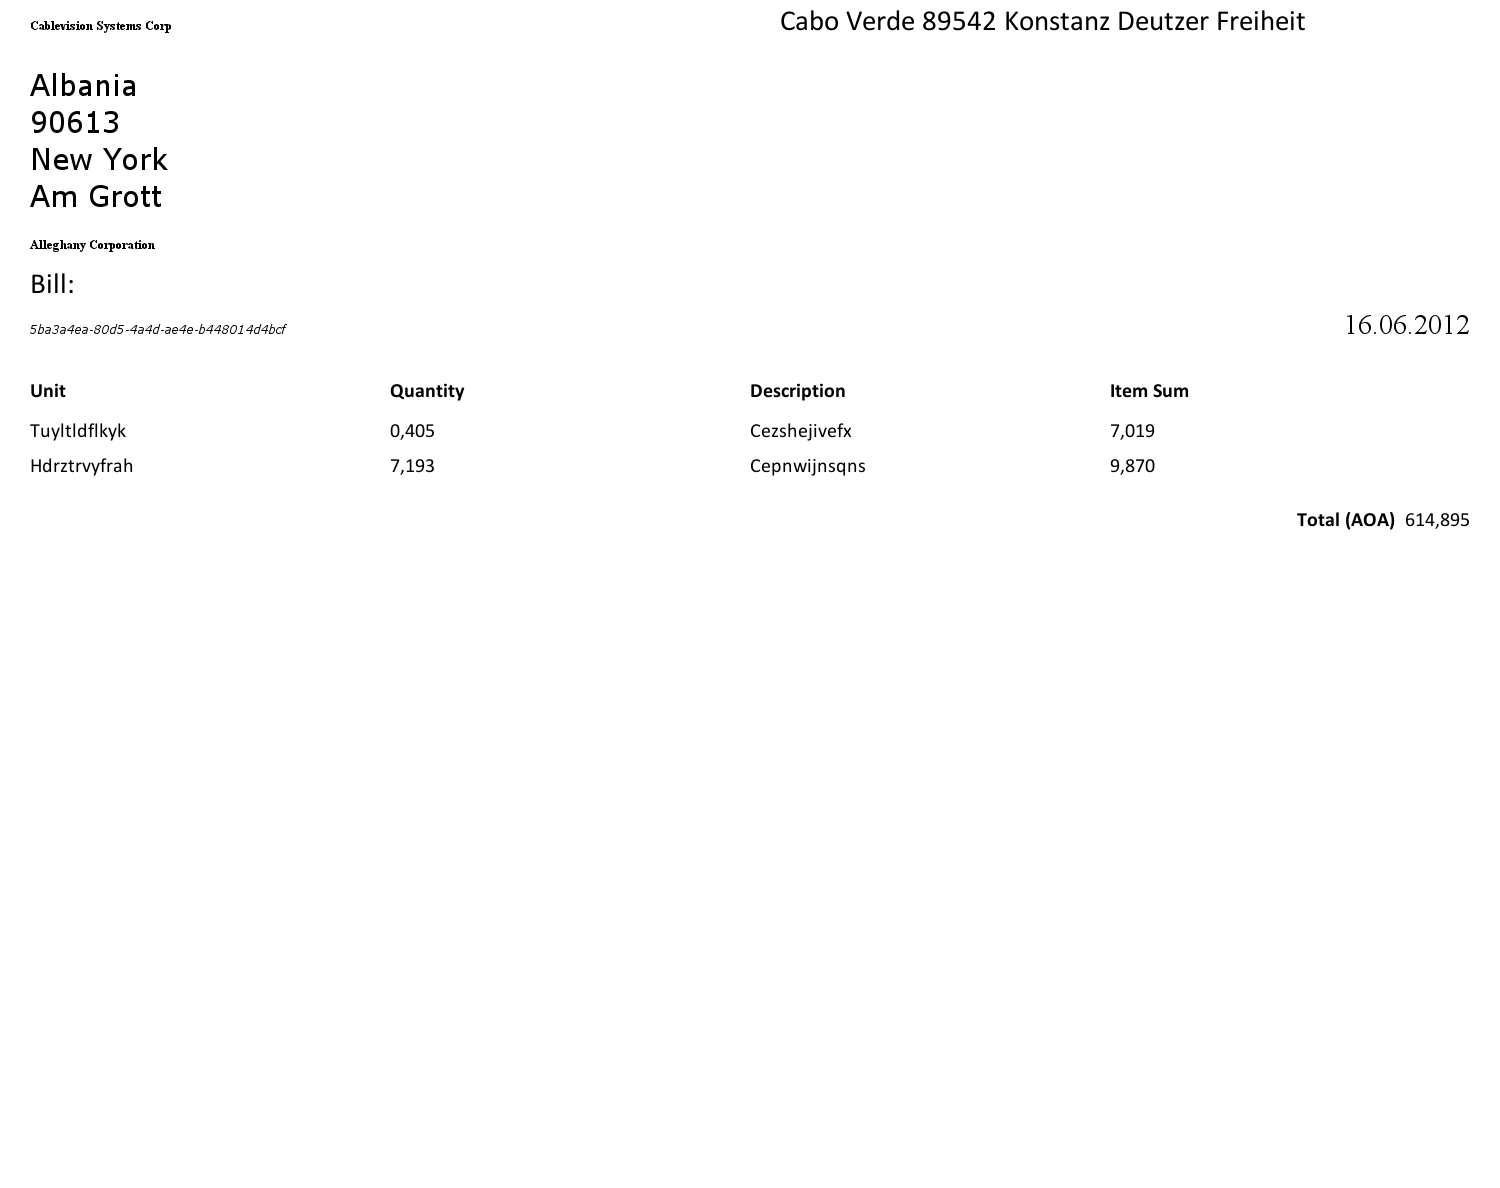 Cablevision Systems Corp
Cabo Verde 89542 Konstanz Deutzer Freiheit
Albania
90613
New York
Am Grott
Alleghany Corporation
Bill:
5ba3a4ea-80d5-4a4d-ae4e-b448014d4bcf
16.06.2012
Unit Quantity Description Item Sum
Tuyltldflkyk 0,405 Cezshejivefx 7,019
Hdrztrvyfrah 7,193 Cepnwijnsqns 9,870
Total (AOA) 614,895